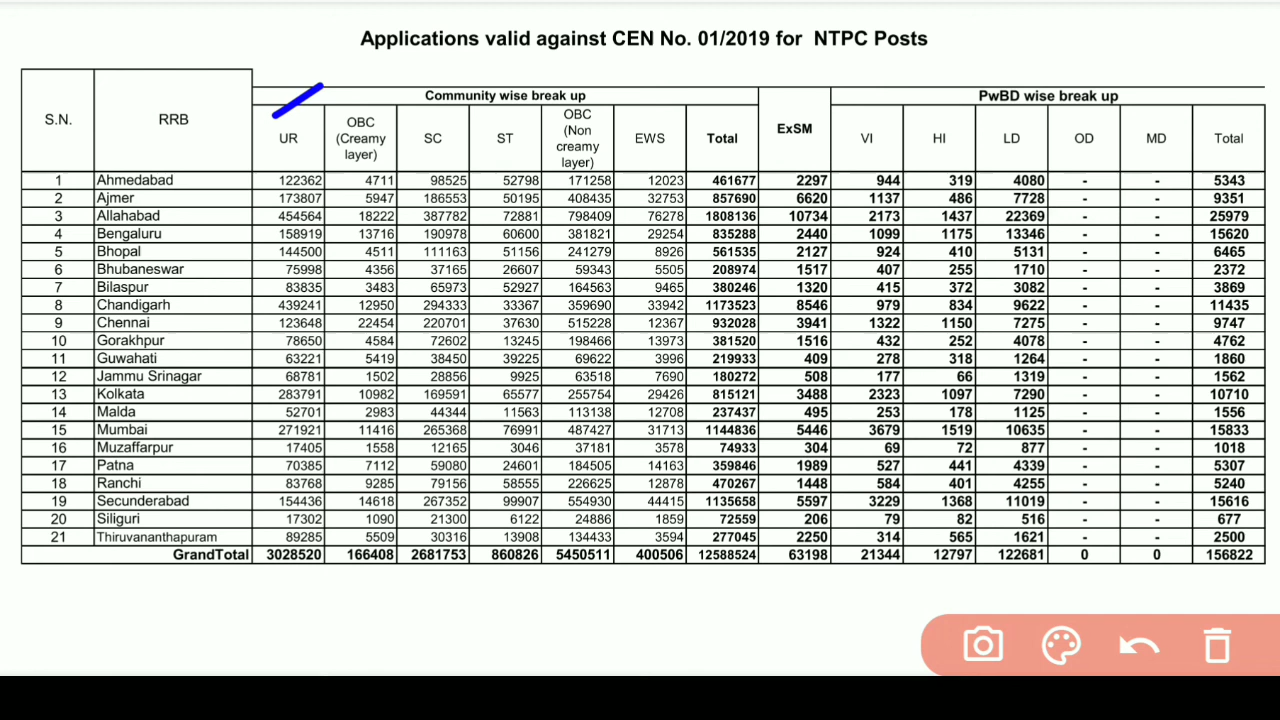 Applications valid against CEN No. 01/2019 for NTPC Posts
S.N. RRB Community wise break up ExSM PwBD wise break up
UR OBC (Creamy layer) SC ST OBC (Non creamy layer) EWS Total VI HI LD OD MD Total
1 Ahmedabad 122362 4711 98525 52798 171258 12023 461677 2297 944 319 4080 - - 5343
2 Ajmer 173807 5947 186553 50195 408435 32753 857690 6620 1137 486 7728 - - 9351
3 Allahabad 454564 18222 387782 72881 798409 76278 1808136 10734 2173 1437 22369 - - 25979
4 Bengaluru 158919 13716 190978 60600 381821 29254 835288 2440 1099 1175 13346 - - 15620
5 Bhopal 144500 4511 111163 51156 241279 8926 561535 2127 924 410 5131 - - 6465
6 Bhubaneswar 75998 4356 37165 26607 59343 5505 208974 1517 407 255 1710 - - 2372
7 Bilaspur 83835 3483 65973 52927 164563 9465 380246 1320 415 372 3082 - - 3869
8 Chandigarh 439241 12950 294333 33367 359690 33942 1173523 8546 979 834 9622 - - 11435
9 Chennai 123648 22454 220701 37630 515228 12367 932028 3941 1322 1150 7275 - - 9747
10 Gorakhpur 78650 4584 72602 13245 198466 13973 381520 1516 432 252 4078 - - 4762
11 Guwahati 63221 5419 38450 39225 69622 3996 219933 409 278 318 1264 - - 1860
12 Jammu Srinagar 68781 1502 28856 9925 63518 7690 180272 508 177 66 1319 - - 1562
13 Kolkata 283791 10982 169591 65577 255754 29426 815121 3488 2323 1097 7290 - - 10710
14 Malda 52701 2983 44344 11563 113138 12708 237437 495 253 178 1125 - - 1556
15 Mumbai 271921 11416 265368 76991 487427 31713 1144836 5446 3679 1519 10635 - - 15833
16 Muzaffarpur 17405 1558 12165 3046 37181 3578 74933 304 69 72 877 - - 1018
17 Patna 70385 7112 59080 24601 184505 14163 359846 1989 527 441 4339 - - 5307
18 Ranchi 83768 9285 79156 58555 226625 12878 470267 1448 584 401 4255 - - 5240
19 Secunderabad 154436 14618 267352 99907 554930 44415 1135658 5597 3229 1368 11019 - - 15616
20 Siliguri 17302 1090 21300 6122 24886 1859 72559 206 79 82 516 - - 677
21 Thiruvananthapuram 89285 5509 30316 13908 134433 3594 277045 2250 314 565 1621 - - 2500
GrandTotal 3028520 166408 2681753 860826 5450511 400506 12588524 63198 21344 12797 122681 0 0 156822